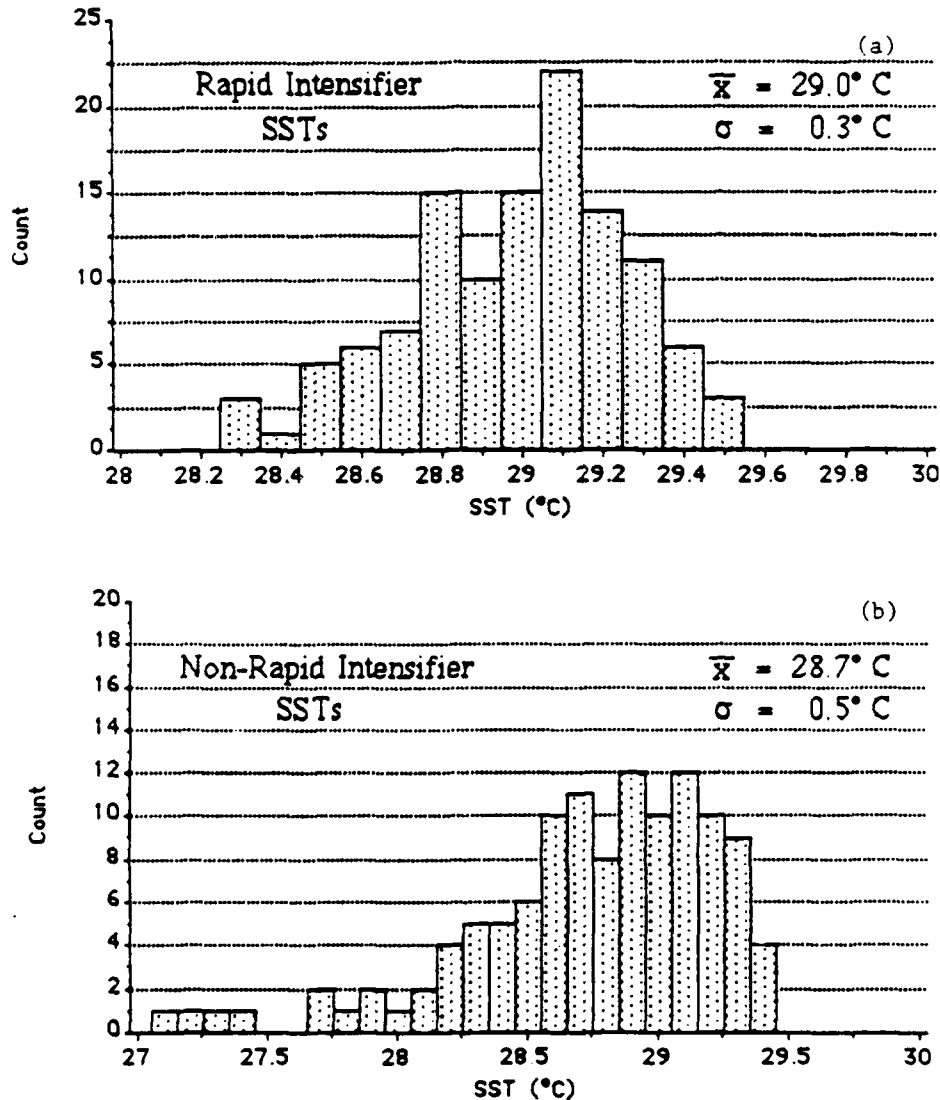 (a)
Rapid Intensifier
SSTs
x̄ = 29.0° C
σ = 0.3° C
25
20
15
10
5
0
Count
28 28.2 28.4 28.6 28.8 29 29.2 29.4 29.6 29.8 30
SST (°C)
(b)
Non-Rapid Intensifier
SSTs
x̄ = 28.7° C
σ = 0.5° C
20
18
16
14
12
10
8
6
4
2
0
Count
27 27.5 28 28.5 29 29.5 30
SST (°C)